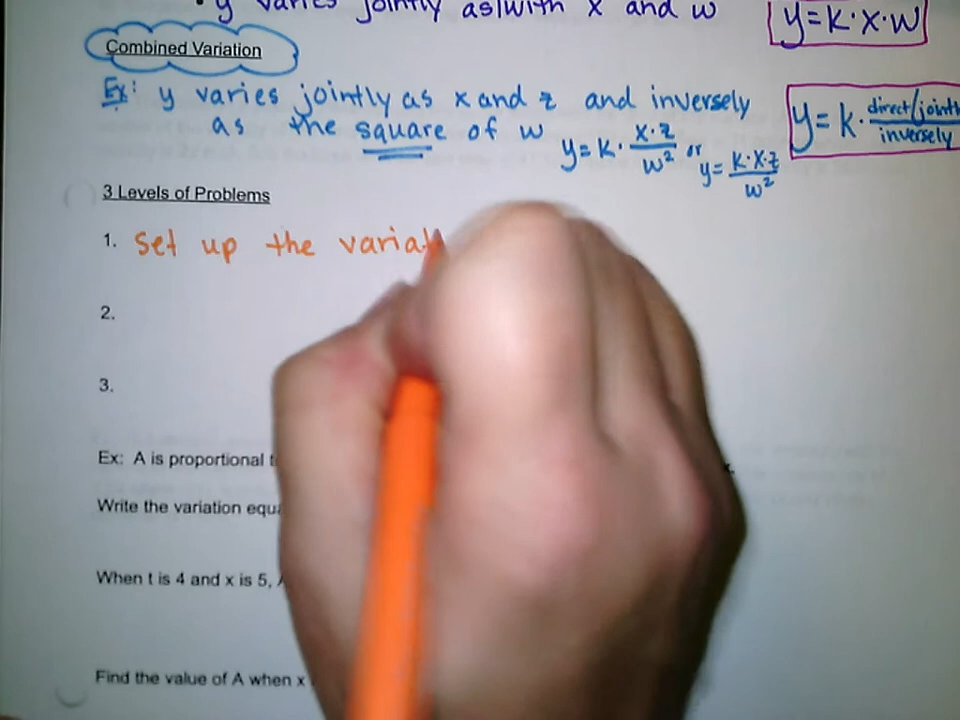 • y varies jointly as/with x and w
y=k·x·w
Combined Variation
Ex: y varies jointly as x and z and inversely
as the square of w
y=k·x·z/w² or y=k·x·z/w²
y=k·direct/joint/inversely
3 Levels of Problems
1. Set up the variat
2.
3.
Ex: A is proportional t
Write the variation equ
When t is 4 and x is 5,
Find the value of A when x